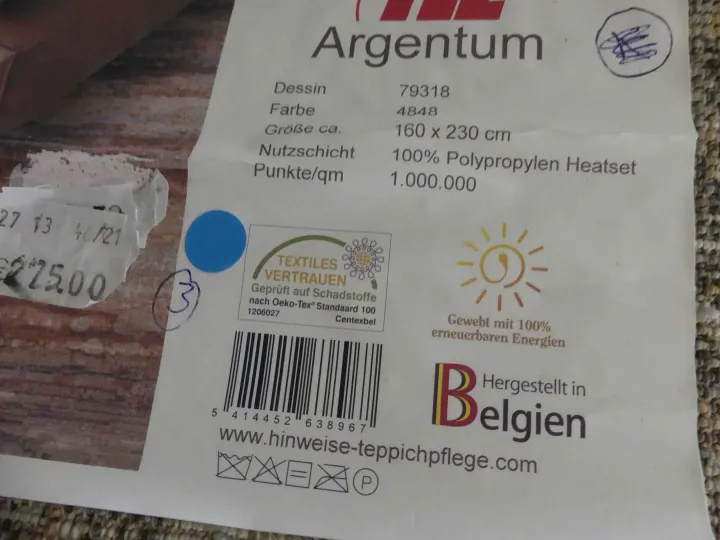 Argentum
Dessin 79318
Farbe 4848
Größe ca. 160 x 230 cm
Nutzschicht 100% Polypropylen Heatset
Punkte/qm 1.000.000
27 13 /21
275.00
3
TEXTILES
VERTRAUEN
Geprüft auf Schadstoffe
nach Oeko-Tex® Standaard 100
1206027 Centexbel
Gewebt mit 100%
erneuerbaren Energien
5 414452 638967
Hergestellt in
Belgien
www.hinweise-teppichpflege.com
P